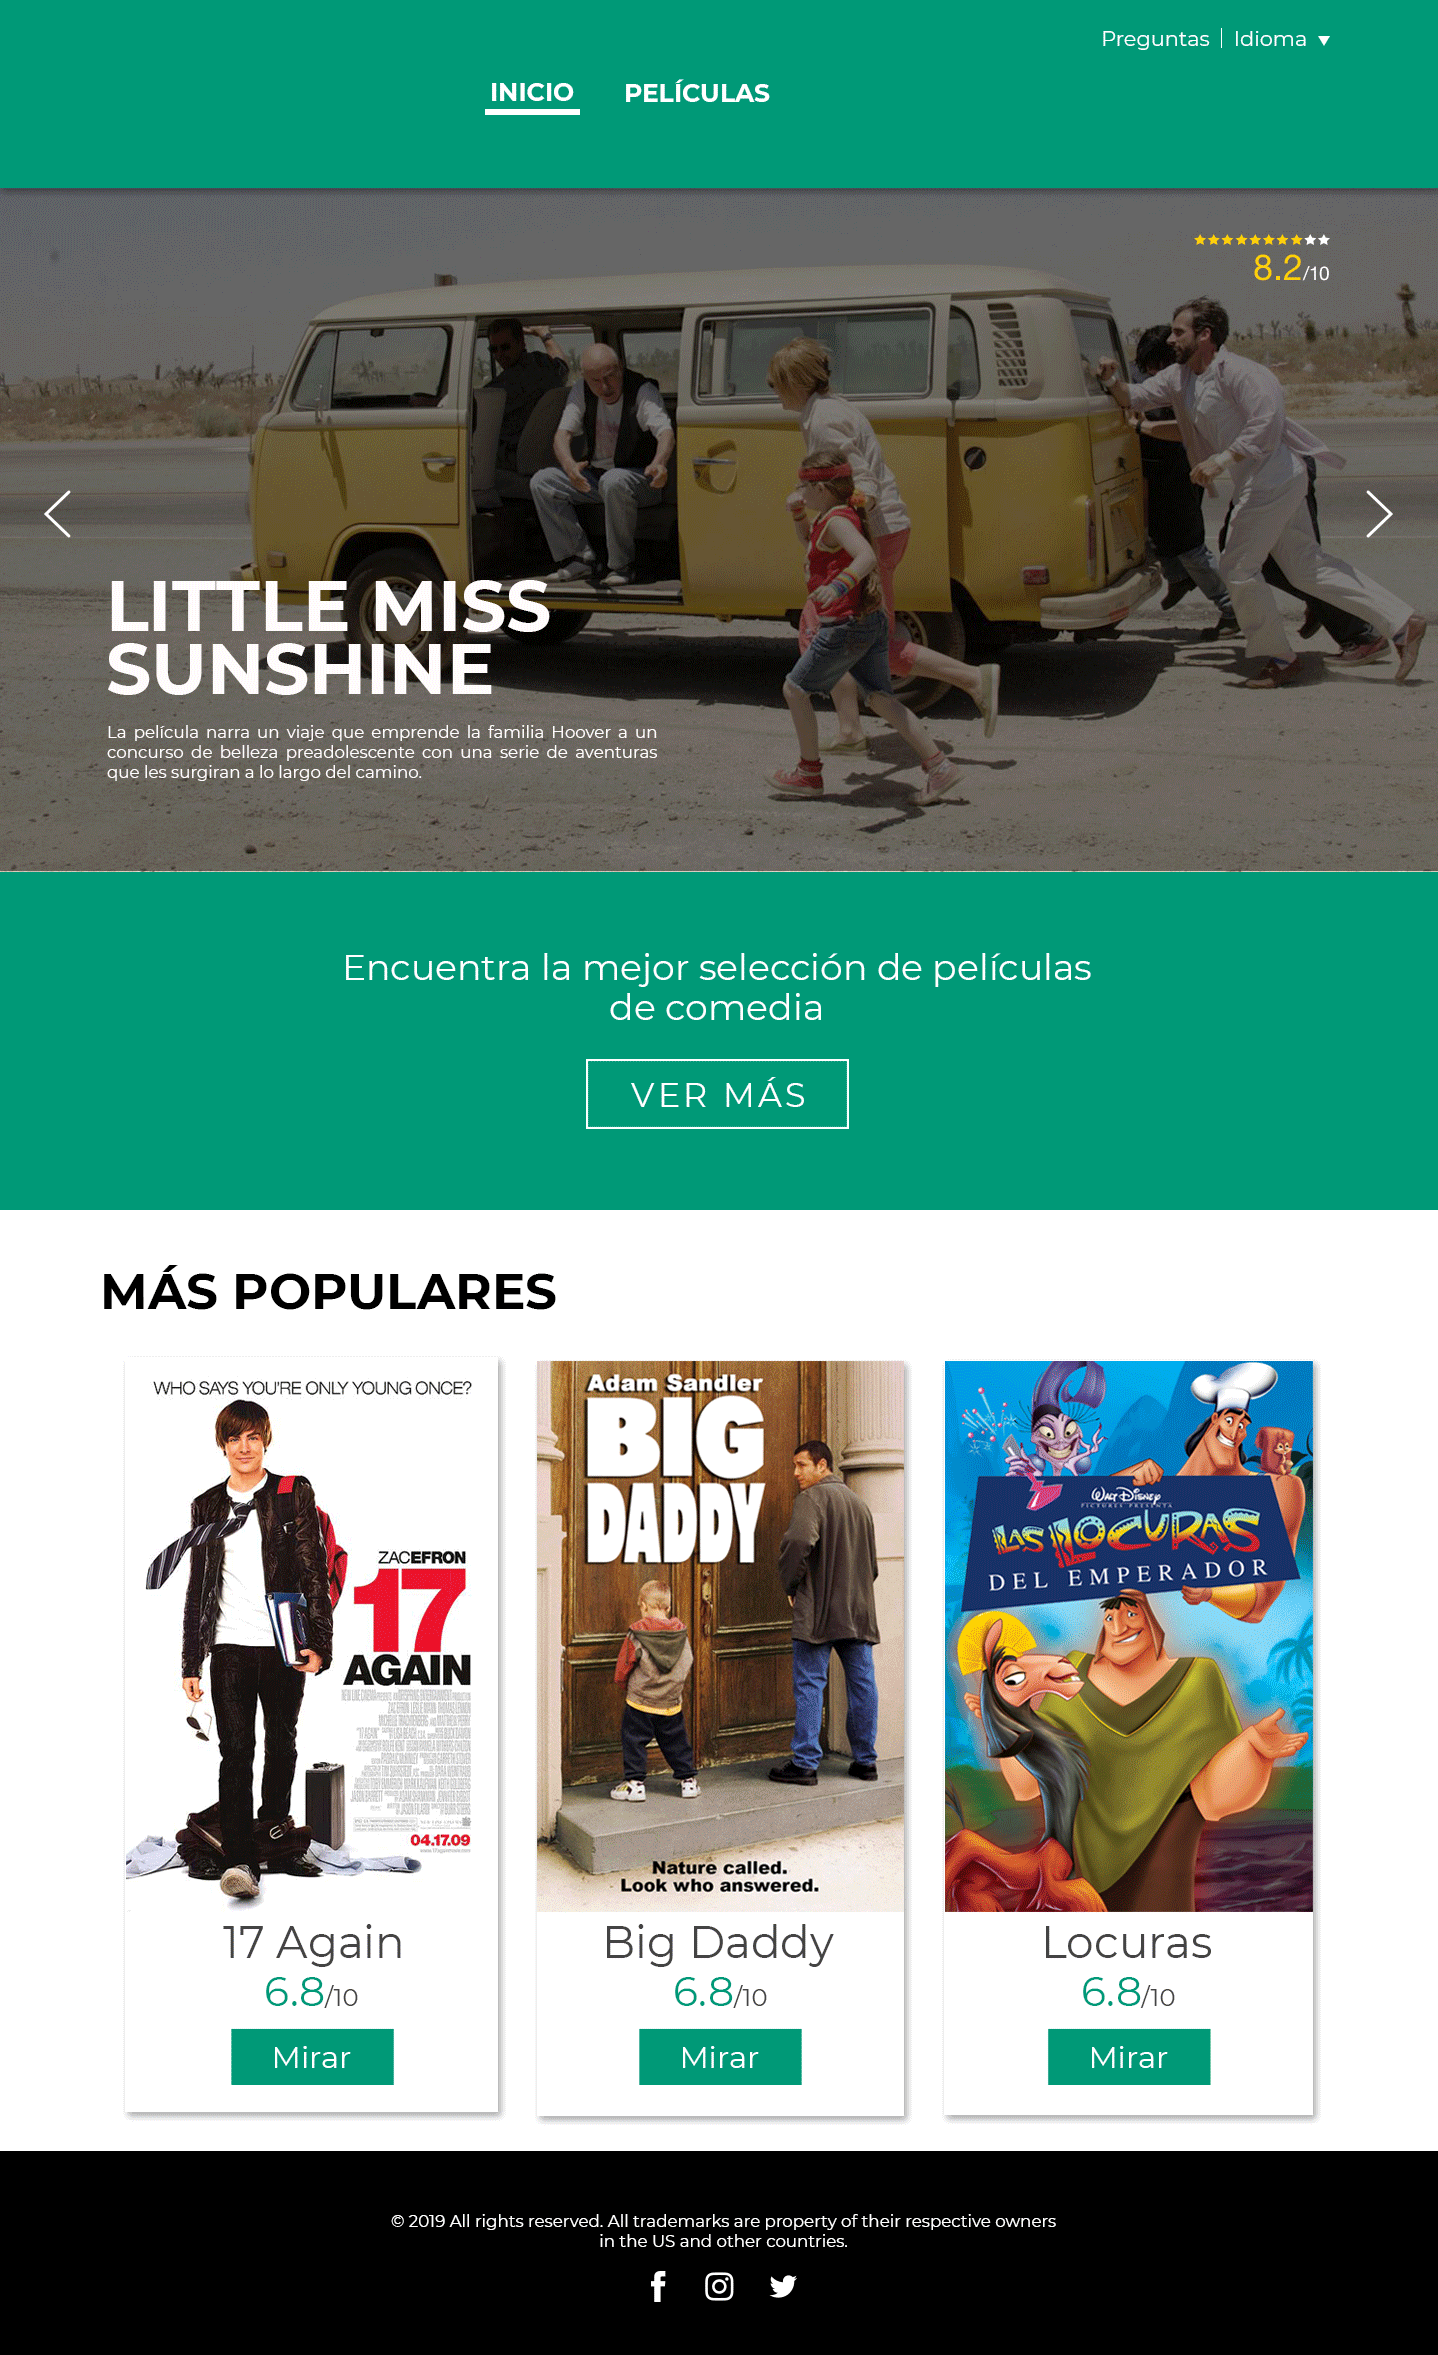 Preguntas | Idioma
INICIO
PELÍCULAS
8.2/10
LITTLE MISS
SUNSHINE
La película narra un viaje que emprende la familia Hoover a un
concurso de belleza preadolescente con una serie de aventuras
que les surgiran a lo largo del camino.
Encuentra la mejor selección de películas
de comedia
VER MÁS
MÁS POPULARES
WHO SAYS YOU'RE ONLY YOUNG ONCE?
ZACEFRON
17
AGAIN
04.17.09
17 Again
6.8/10
Mirar
Adam Sandler
BIG
DADDY
Nature called.
Look who answered.
Big Daddy
6.8/10
Mirar
WALT DISNEY
PICTURES PRESENTA
LAS LOCURAS
DEL EMPERADOR
Locuras
6.8/10
Mirar
© 2019 All rights reserved. All trademarks are property of their respective owners
in the US and other countries.